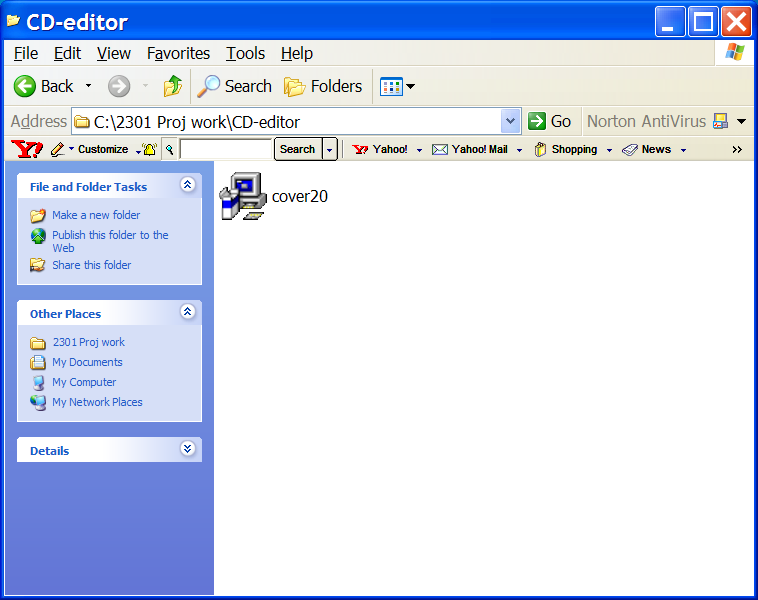 CD-editor
File Edit View Favorites Tools Help
Back Search Folders
Address C:\2301 Proj work\CD-editor Go Norton AntiVirus
Y! Customize Search Y! Yahoo! Yahoo! Mail Shopping News »
File and Folder Tasks
Make a new folder
Publish this folder to the
Web
Share this folder
Other Places
2301 Proj work
My Documents
My Computer
My Network Places
Details
cover20